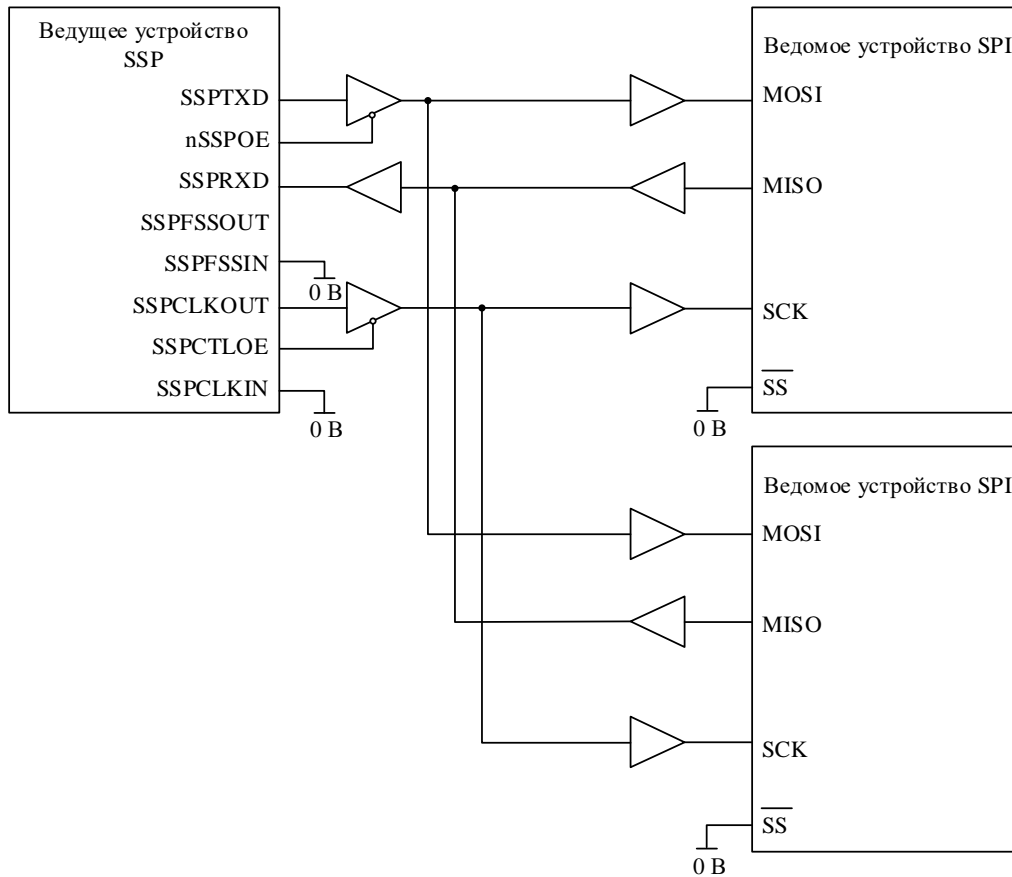 Ведущее устройство
SSP
SSPTXD
nSSPOE
SSPRXD
SSPFSSOUT
SSPFSSIN
0 В
SSPCLKOUT
SSPCTLOE
SSPCLKIN
0 В
Ведомое устройство SPI
MOSI
MISO
SCK
SS
0 В
Ведомое устройство SPI
MOSI
MISO
SCK
SS
0 В